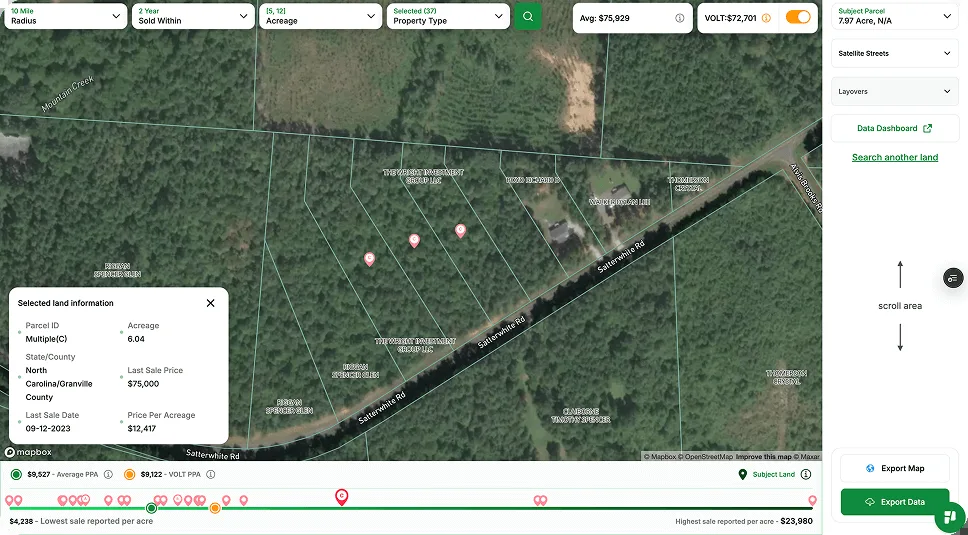 10 Mile
Radius
2 Year
Sold Within
[5, 12]
Acreage
Selected (37)
Property Type
Avg: $75,929
VOLT:$72,701
Subject Parcel
7.97 Acre, N/A
Satellite Streets
Layovers
Data Dashboard
Search another land
scroll area
Export Map
Export Data
Mountain Creek
THE WRIGHT INVESTMENT
GROUP LLC
BOYD RICHARD D
THOMERSON
CRYSTAL
Alvis Brooks Rd
Satterwhite Rd
RIGGAN
SPENCER GLEN
C
C
C
Satterwhite Rd
THE WRIGHT INVESTMENT
GROUP LLC
RIGGAN
SPENCER GLEN
THOMERSON
CRYSTAL
RIGGAN
SPENCER GLEN
Satterwhite Rd
CLAIBORNE
TIMOTHY SPENCER
Satterwhite Rd
Selected land information
Parcel ID
Multiple(C)
Acreage
6.04
State/County
North
Carolina/Granville
County
Last Sale Price
$75,000
Last Sale Date
09-12-2023
Price Per Acreage
$12,417
mapbox
© Mapbox © OpenStreetMap Improve this map © Maxar
$9,527 - Average PPA
$9,122 - VOLT PPA
Subject Land
C
$4,238 - Lowest sale reported per acre
Highest sale reported per acre - $23,980